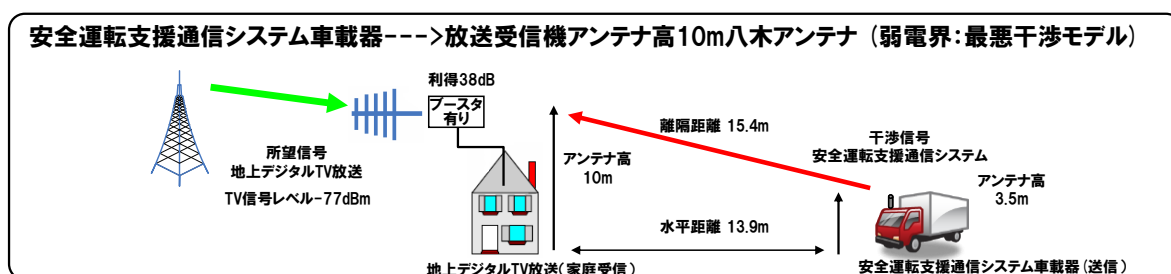 安全運転支援通信システム車載器--->放送受信機アンテナ高10m八木アンテナ (弱電界:最悪干渉モデル)
利得38dB
ブースタ
有り
所望信号
地上デジタルTV放送
TV信号レベル-77dBm
アンテナ高
10m
離隔距離 15.4m
干渉信号
安全運転支援通信システム
アンテナ高
3.5m
水平距離 13.9m
地上デジタルTV放送(家庭受信)
安全運転支援通信システム車載器(送信)